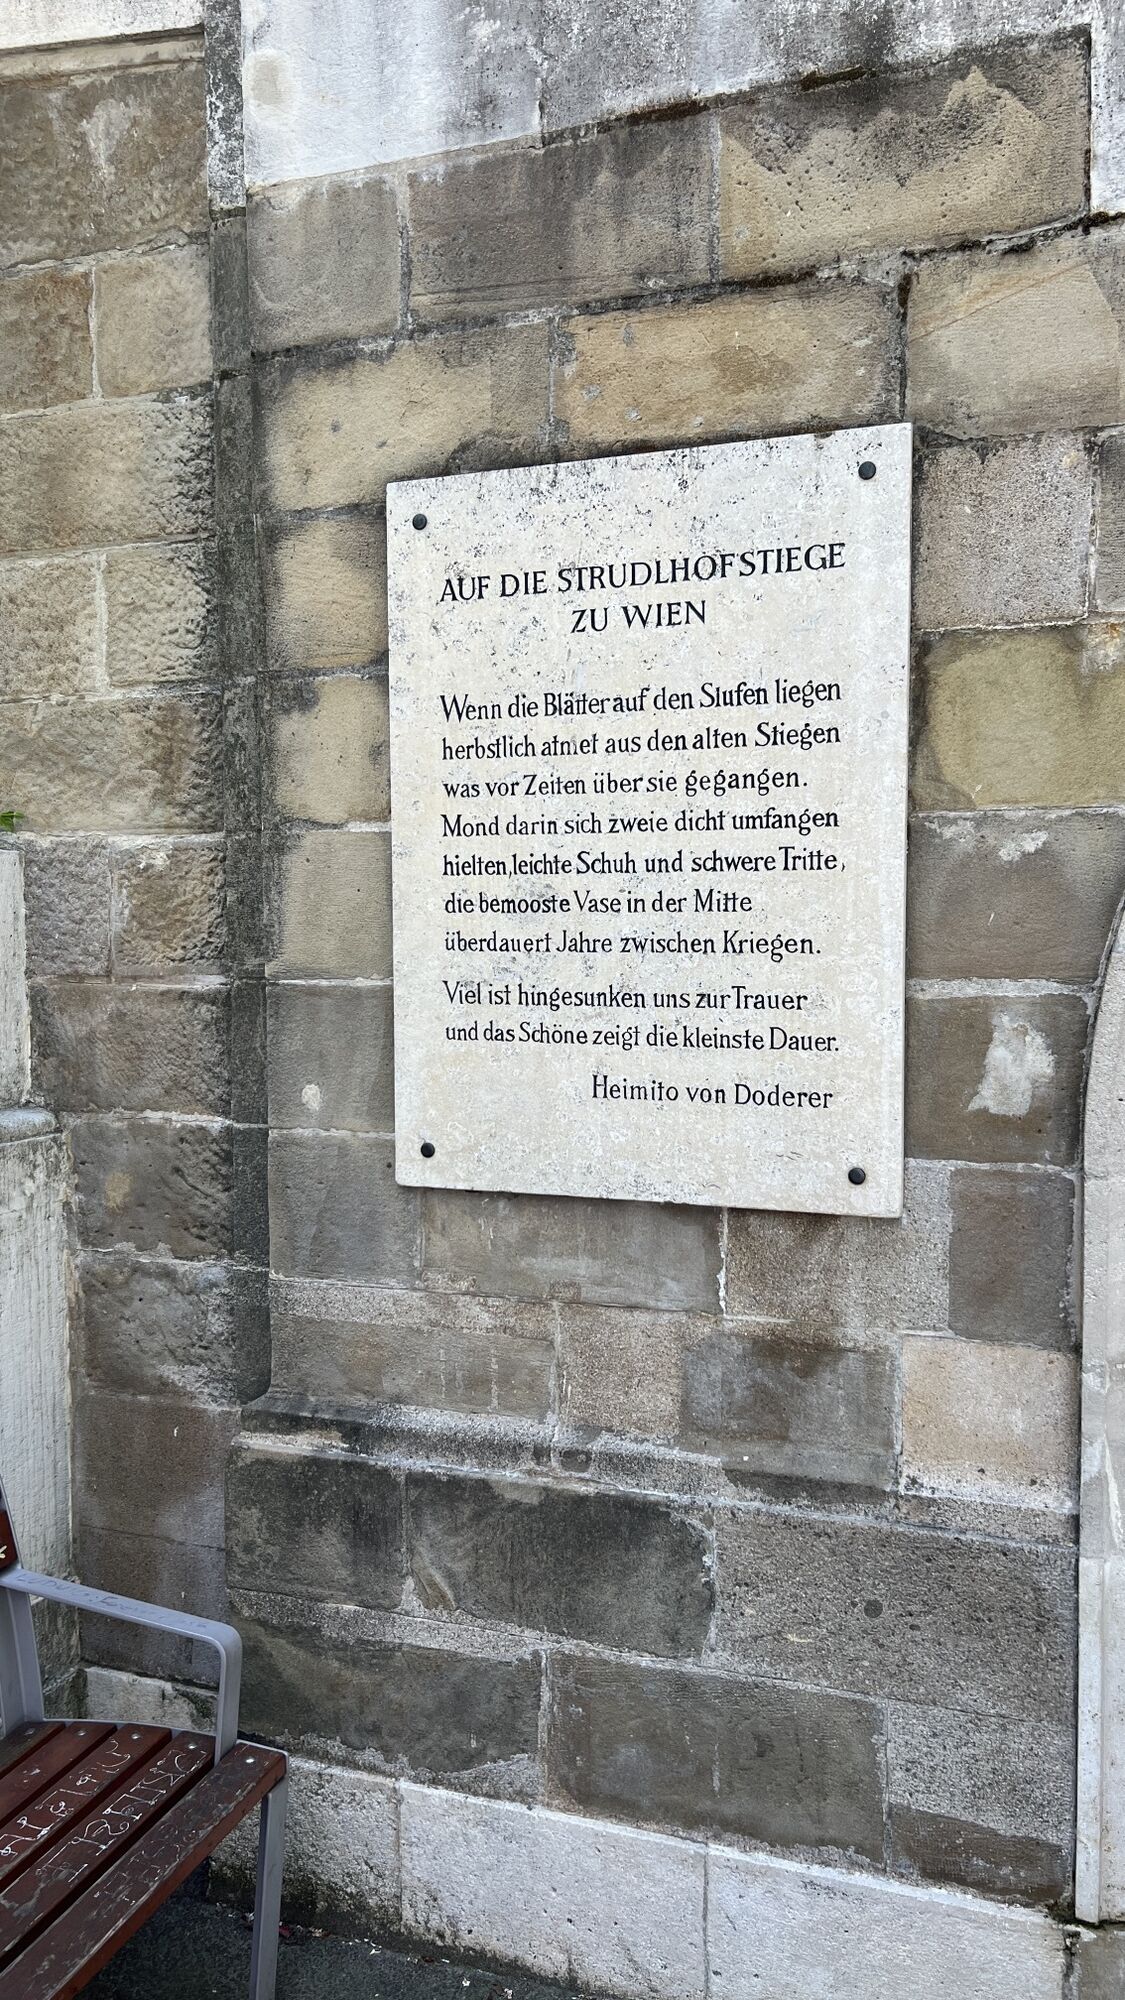 AUF DIE STRUDLHOFSTIEGE
ZU WIEN
Wenn die Blätter auf den Stufen liegen
herbstlich atmet aus den alten Stiegen
was vor Zeiten über sie gegangen.
Mond darin sich zweie dicht umfangen
hielten, leichte Schuh und schwere Tritte,
die bemooste Vase in der Mitte
überdauert Jahre zwischen Kriegen.
Viel ist hingesunken uns zur Trauer
und das Schöne zeigt die kleinste Dauer.
Heimito von Doderer